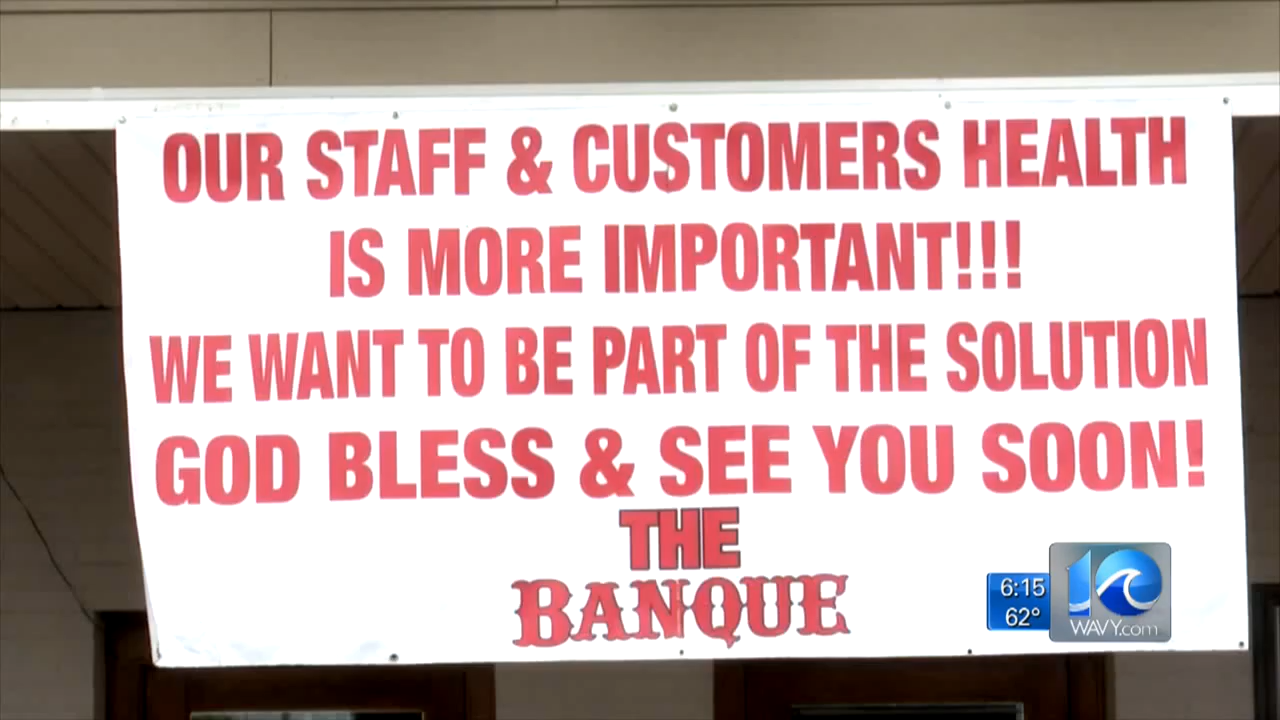 OUR STAFF & CUSTOMERS HEALTH
IS MORE IMPORTANT!!!
WE WANT TO BE PART OF THE SOLUTION
GOD BLESS & SEE YOU SOON!
THE
BANQUE
6:15
62°
10
WAVY.com